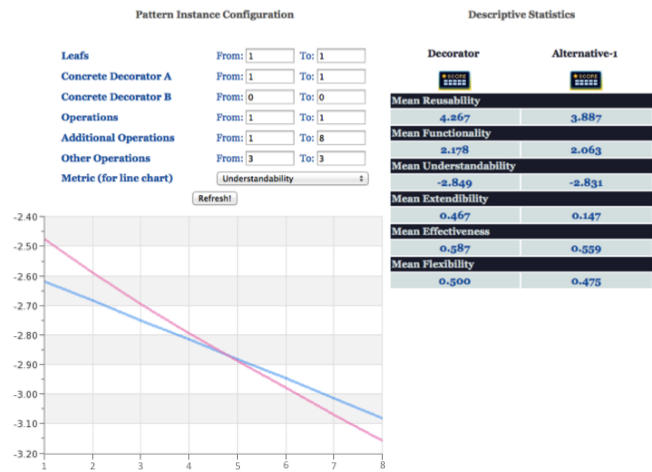 Pattern Instance Configuration
Leafs From: 1 To: 1
Concrete Decorator A From: 1 To: 1
Concrete Decorator B From: 0 To: 0
Operations From: 1 To: 1
Additional Operations From: 1 To: 8
Other Operations From: 3 To: 3
Metric (for line chart) Understandability
Refresh!
-2.40
-2.50
-2.60
-2.70
-2.80
-2.90
-3.00
-3.10
-3.20
1 2 3 4 5 6 7 8
Descriptive Statistics
Decorator Alternative-1
SCORE SCORE
Mean Reusability
4.267 3.887
Mean Functionality
2.178 2.063
Mean Understandability
-2.849 -2.831
Mean Extendibility
0.467 0.147
Mean Effectiveness
0.587 0.559
Mean Flexibility
0.500 0.475